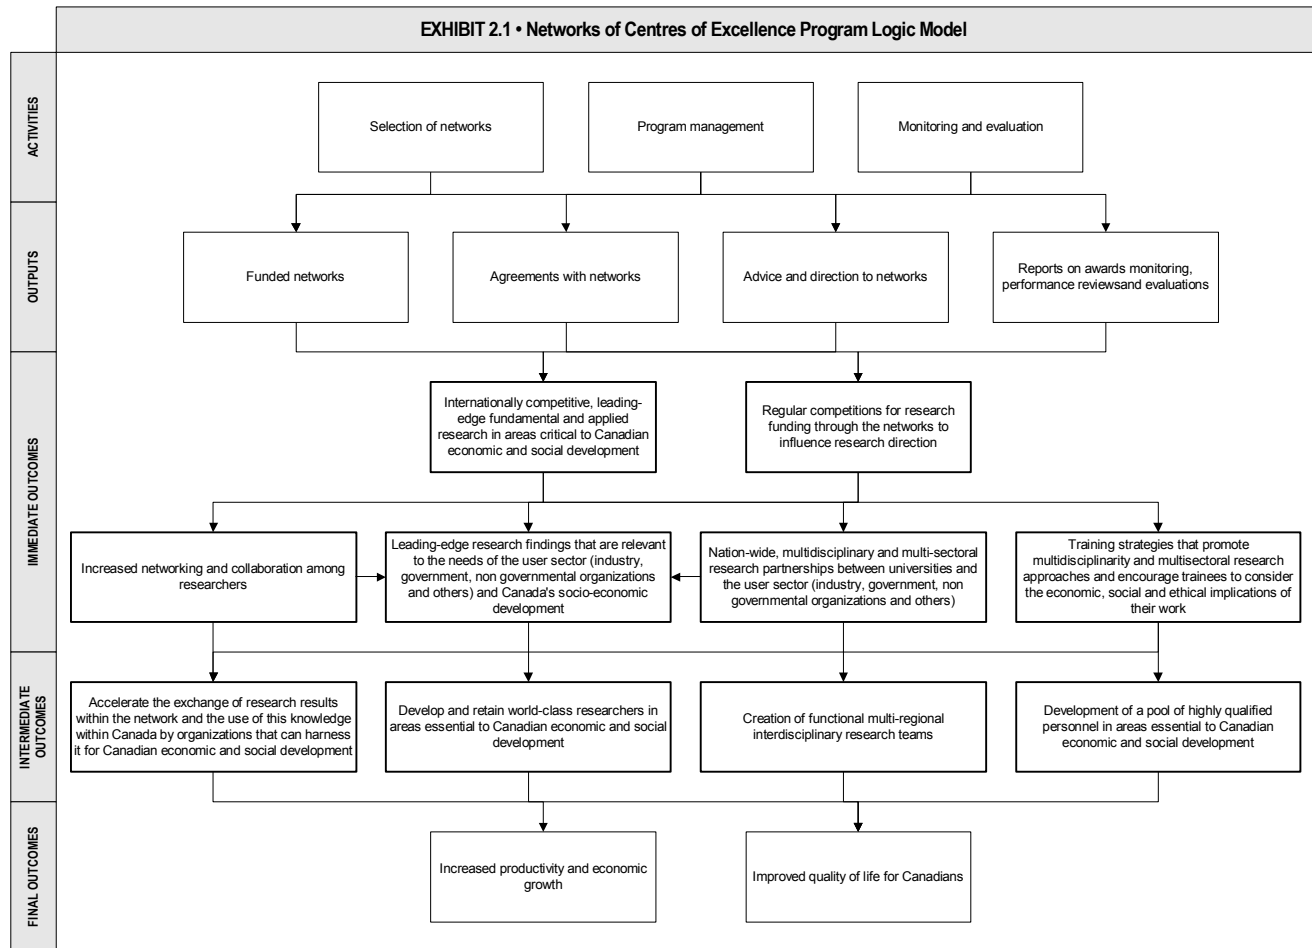 EXHIBIT 2.1 • Networks of Centres of Excellence Program Logic Model
ACTIVITIES
Selection of networks
Program management
Monitoring and evaluation
OUTPUTS
Funded networks
Agreements with networks
Advice and direction to networks
Reports on awards monitoring,
performance reviewsand evaluations
IMMEDIATE OUTCOMES
Internationally competitive, leading-
edge fundamental and applied
research in areas critical to Canadian
economic and social development
Regular competitions for research
funding through the networks to
influence research direction
Increased networking and collaboration among
researchers
Leading-edge research findings that are relevant
to the needs of the user sector (industry,
government, non governmental organizations
and others) and Canada's socio-economic
development
Nation-wide, multidisciplinary and multi-sectoral
research partnerships between universities and
the user sector (industry, government, non
governmental organizations and others)
Training strategies that promote
multidisciplinarity and multisectoral research
approaches and encourage trainees to consider
the economic, social and ethical implications of
their work
INTERMEDIATE
OUTCOMES
Accelerate the exchange of research results
within the network and the use of this knowledge
within Canada by organizations that can harness
it for Canadian economic and social development
Develop and retain world-class researchers in
areas essential to Canadian economic and social
development
Creation of functional multi-regional
interdisciplinary research teams
Development of a pool of highly qualified
personnel in areas essential to Canadian
economic and social development
FINAL OUTCOMES
Increased productivity and economic
growth
Improved quality of life for Canadians